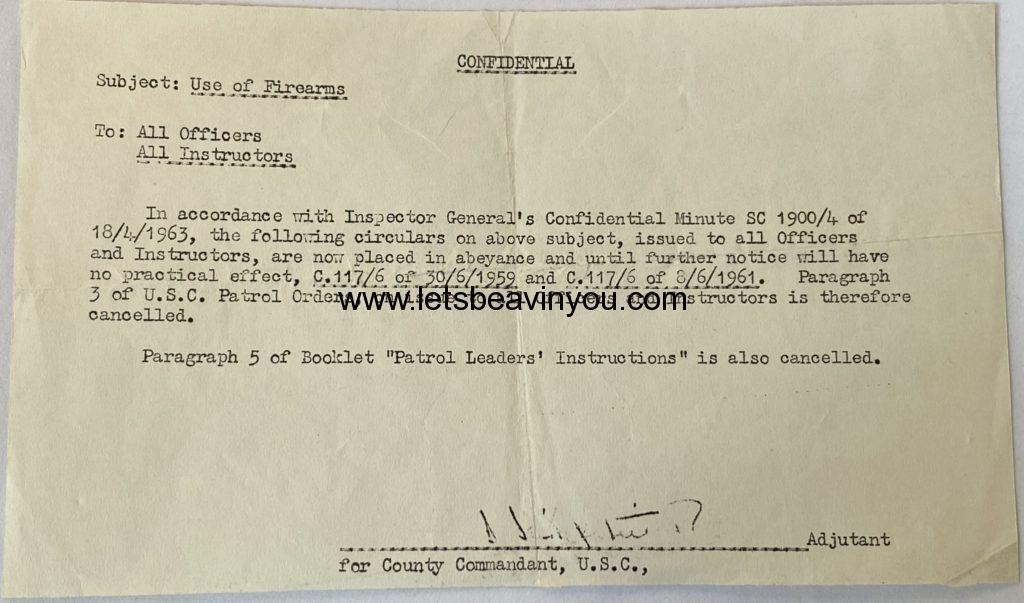 CONFIDENTIAL
Subject: Use of Firearms
To: All Officers
All Instructors
In accordance with Inspector General's Confidential Minute SC 1900/4 of
18/4/1963, the following circulars on above subject, issued to all Officers
and Instructors, are now placed in abeyance and until further notice will have
no practical effect, C.117/6 of 30/6/1959 and C.117/6 of 8/6/1961. Paragraph
3 of U.S.C. Patrol Orders Officers and Instructors is therefore
www.letsbeavinyou.com
cancelled.
Paragraph 5 of Booklet "Patrol Leaders' Instructions" is also cancelled.
Adjutant
for County Commandant, U.S.C.,